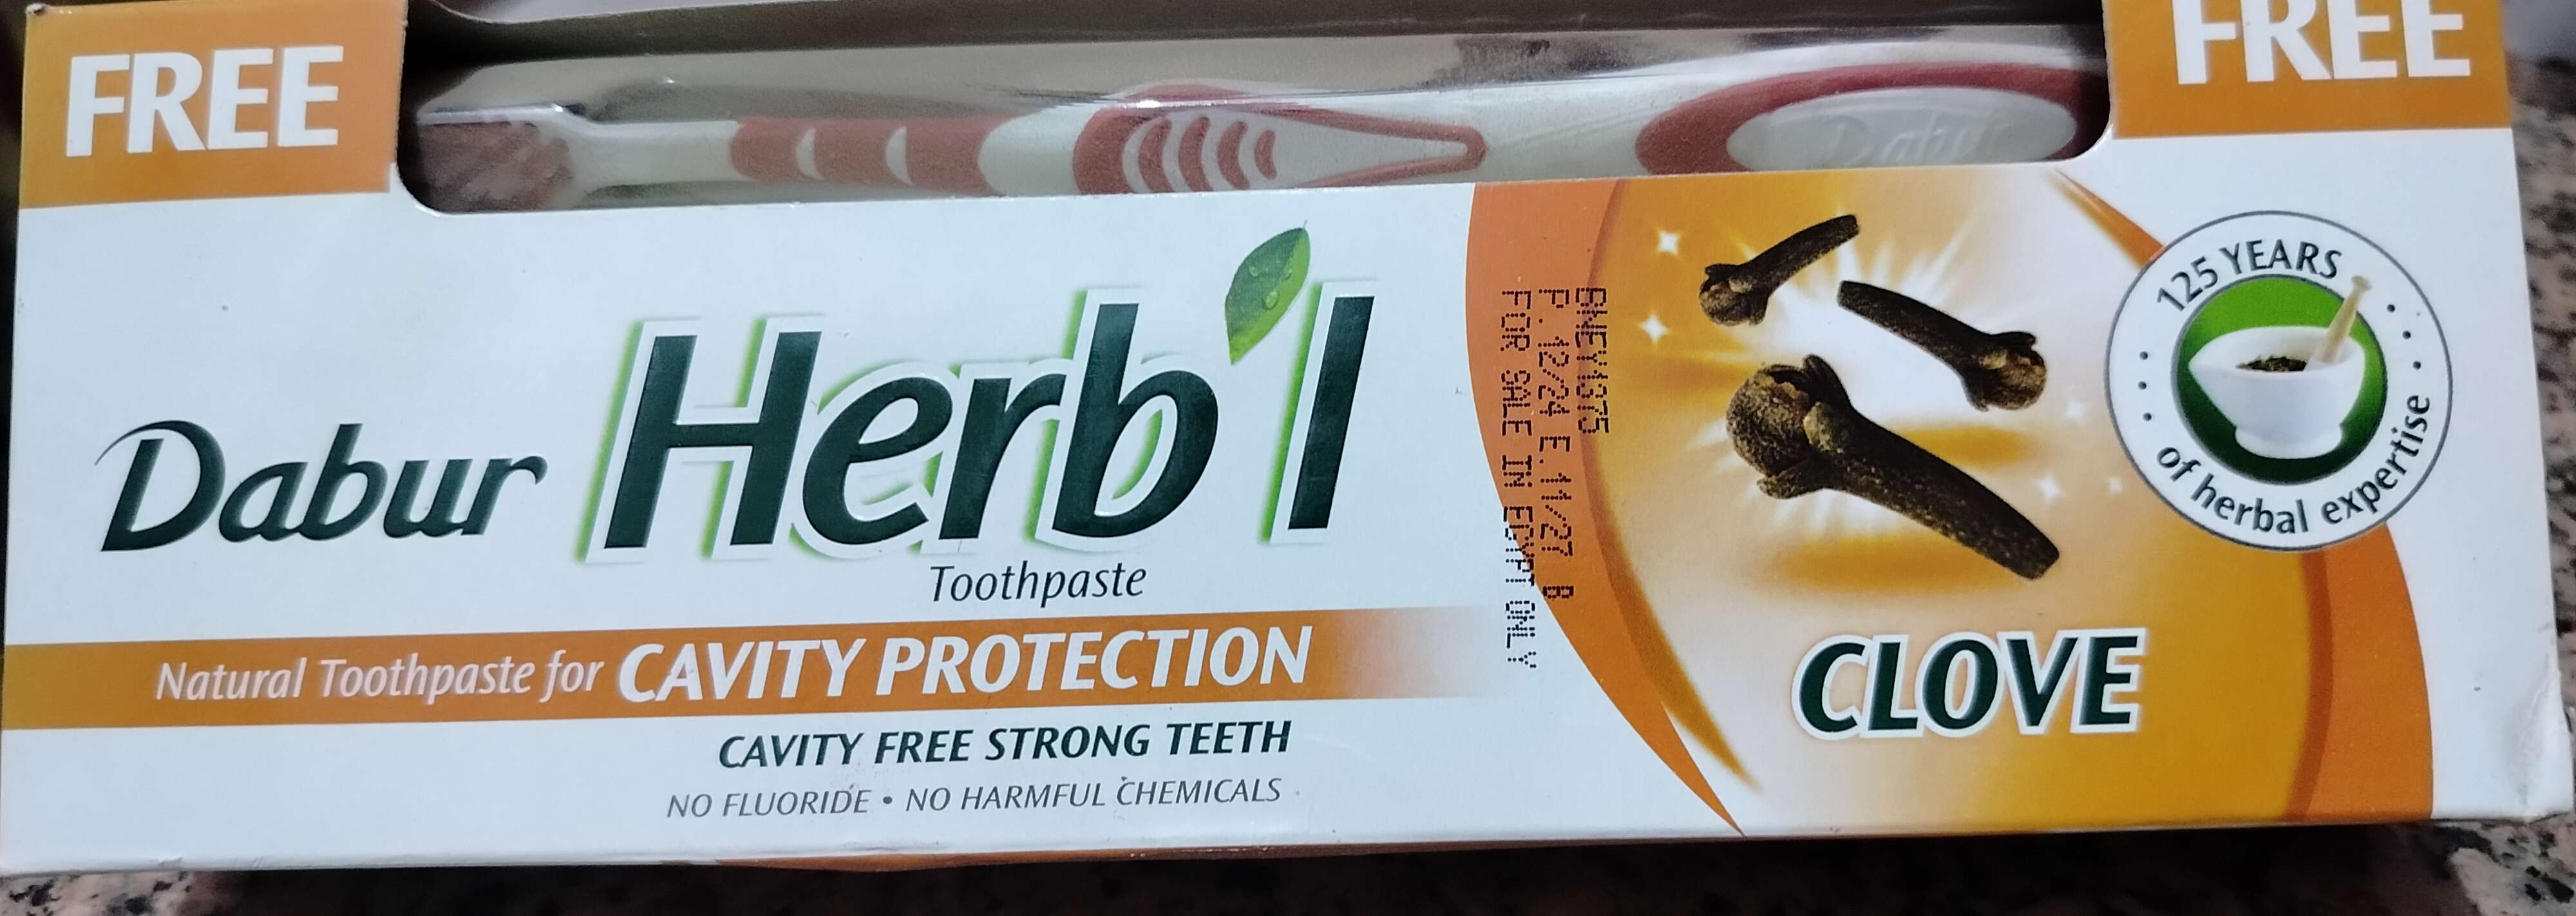 FREE
FREE
Dabur
Dabur Herb'l
Toothpaste
Natural Toothpaste for CAVITY PROTECTION
CAVITY FREE STRONG TEETH
NO FLUORIDE • NO HARMFUL CHEMICALS
P. 12/24 E. 11/27 B
FOR SALE IN EGYPT ONLY
CLOVE
125 YEARS
of herbal expertise